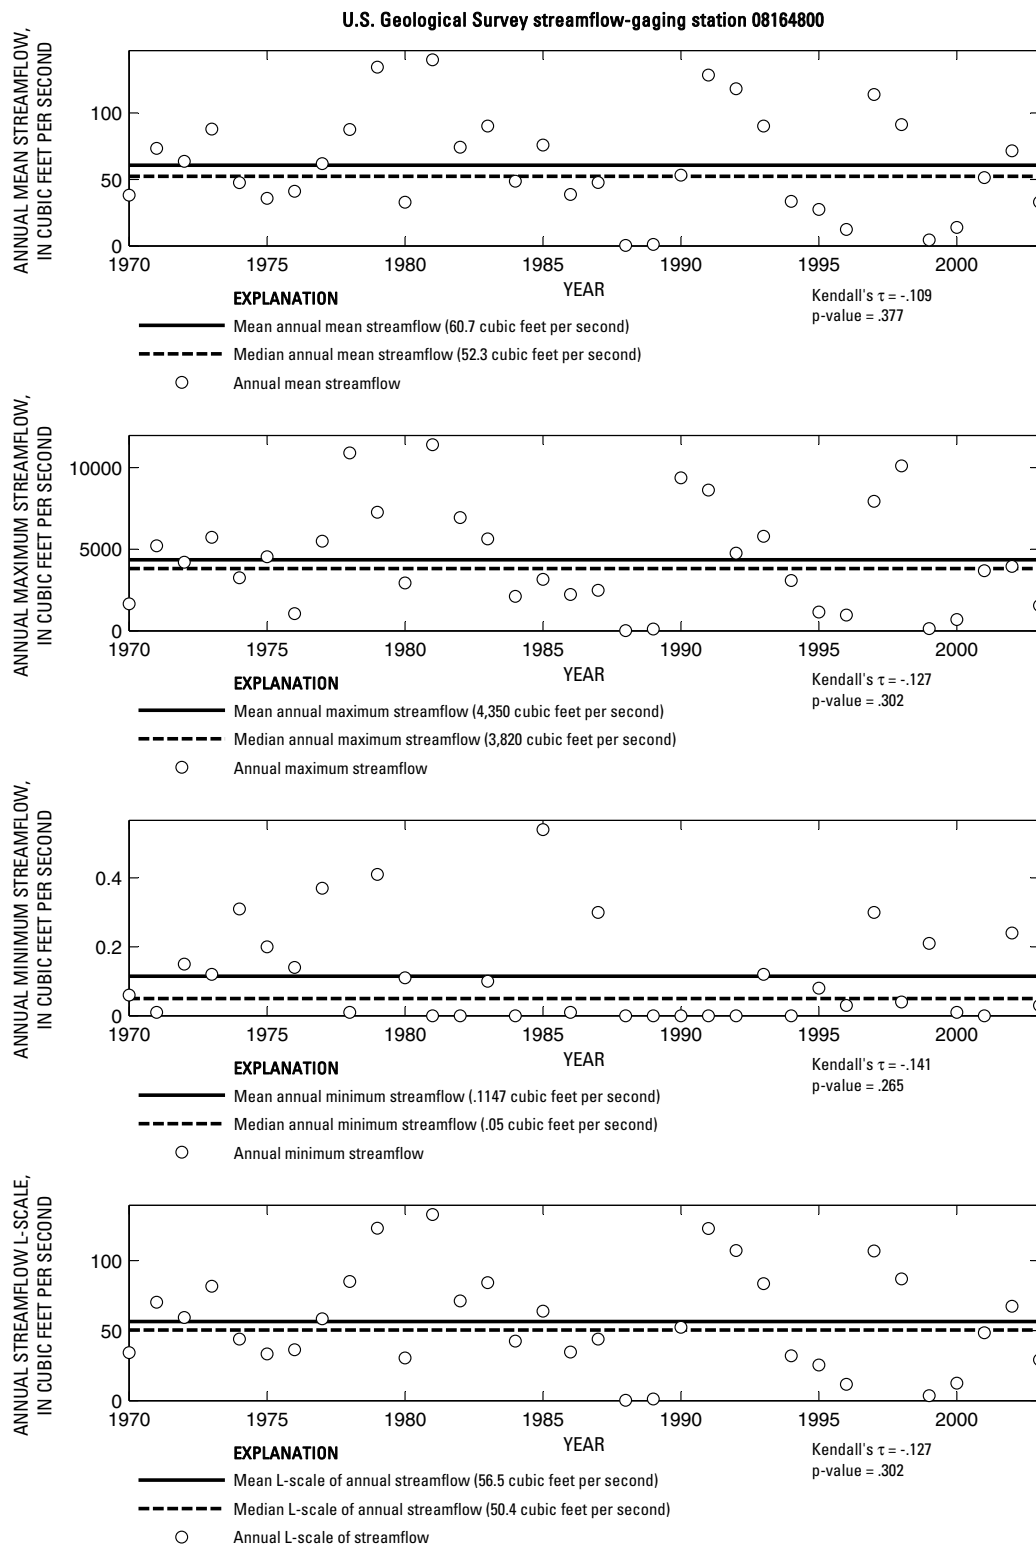 U.S. Geological Survey streamflow-gaging station 08164800
ANNUAL MEAN STREAMFLOW,
IN CUBIC FEET PER SECOND
100
50
0
1970 1975 1980 1985 1990 1995 2000
YEAR
Kendall's τ = -.109
p-value = .377
EXPLANATION
Mean annual mean streamflow (60.7 cubic feet per second)
Median annual mean streamflow (52.3 cubic feet per second)
Annual mean streamflow
ANNUAL MAXIMUM STREAMFLOW,
IN CUBIC FEET PER SECOND
10000
5000
0
1970 1975 1980 1985 1990 1995 2000
YEAR
Kendall's τ = -.127
p-value = .302
EXPLANATION
Mean annual maximum streamflow (4,350 cubic feet per second)
Median annual maximum streamflow (3,820 cubic feet per second)
Annual maximum streamflow
ANNUAL MINIMUM STREAMFLOW,
IN CUBIC FEET PER SECOND
0.4
0.2
0
1970 1975 1980 1985 1990 1995 2000
YEAR
Kendall's τ = -.141
p-value = .265
EXPLANATION
Mean annual minimum streamflow (.1147 cubic feet per second)
Median annual minimum streamflow (.05 cubic feet per second)
Annual minimum streamflow
ANNUAL STREAMFLOW L-SCALE,
IN CUBIC FEET PER SECOND
100
50
0
1970 1975 1980 1985 1990 1995 2000
YEAR
Kendall's τ = -.127
p-value = .302
EXPLANATION
Mean L-scale of annual streamflow (56.5 cubic feet per second)
Median L-scale of annual streamflow (50.4 cubic feet per second)
Annual L-scale of streamflow